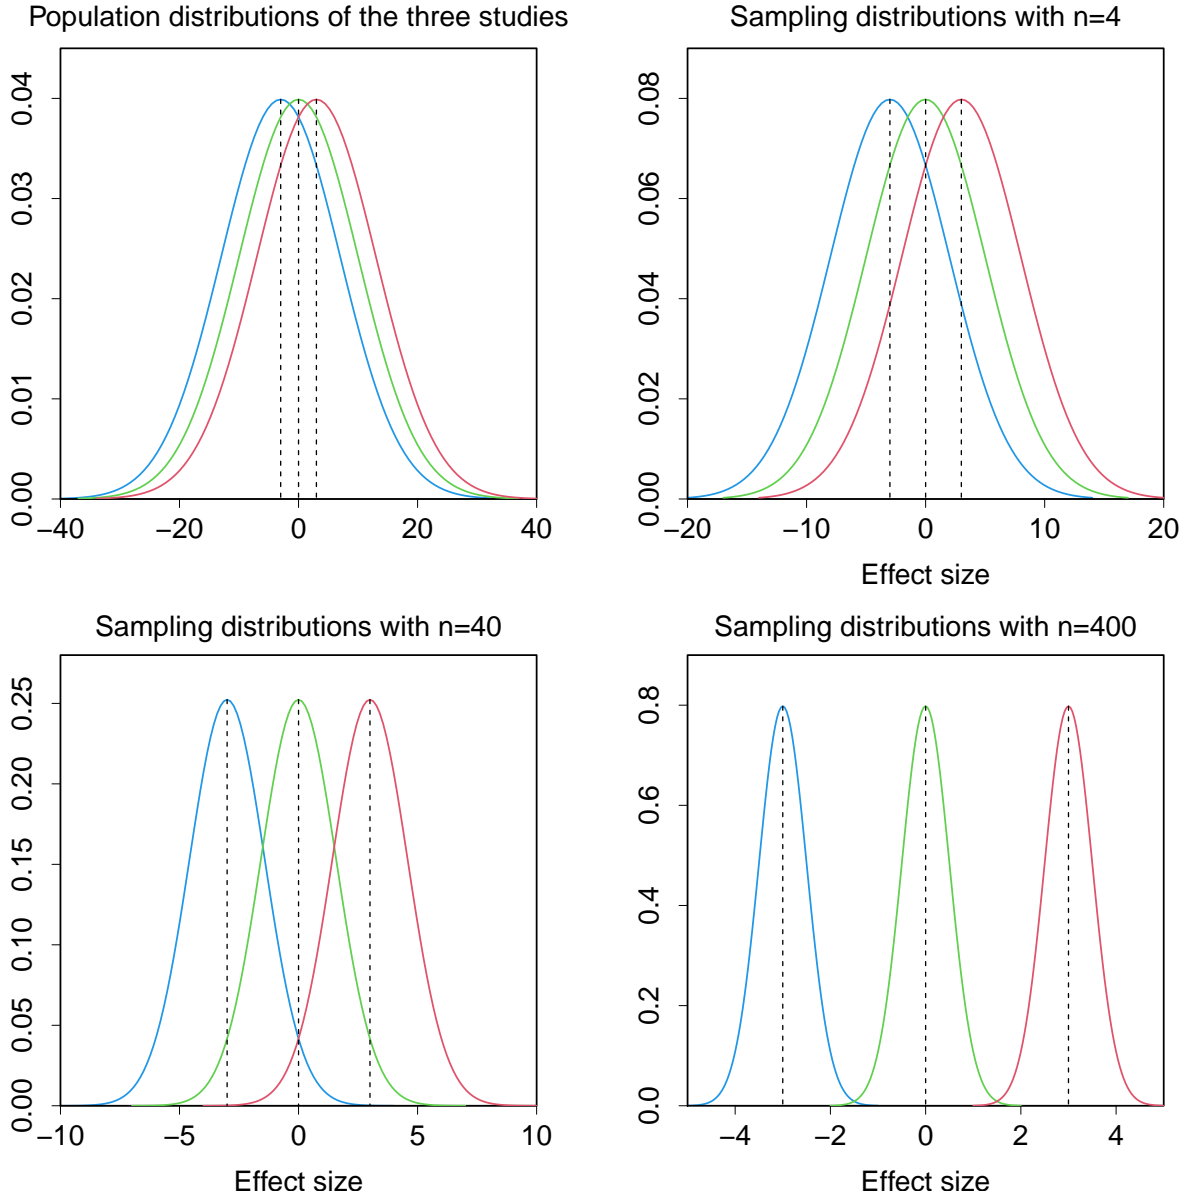 Population distributions of the three studies
0.04
0.03
0.02
0.01
0.00
−40 −20 0 20 40
Sampling distributions with n=4
0.08
0.06
0.04
0.02
0.00
−20 −10 0 10 20
Effect size
Sampling distributions with n=40
0.25
0.20
0.15
0.10
0.05
0.00
−10 −5 0 5 10
Effect size
Sampling distributions with n=400
0.8
0.6
0.4
0.2
0.0
−4 −2 0 2 4
Effect size